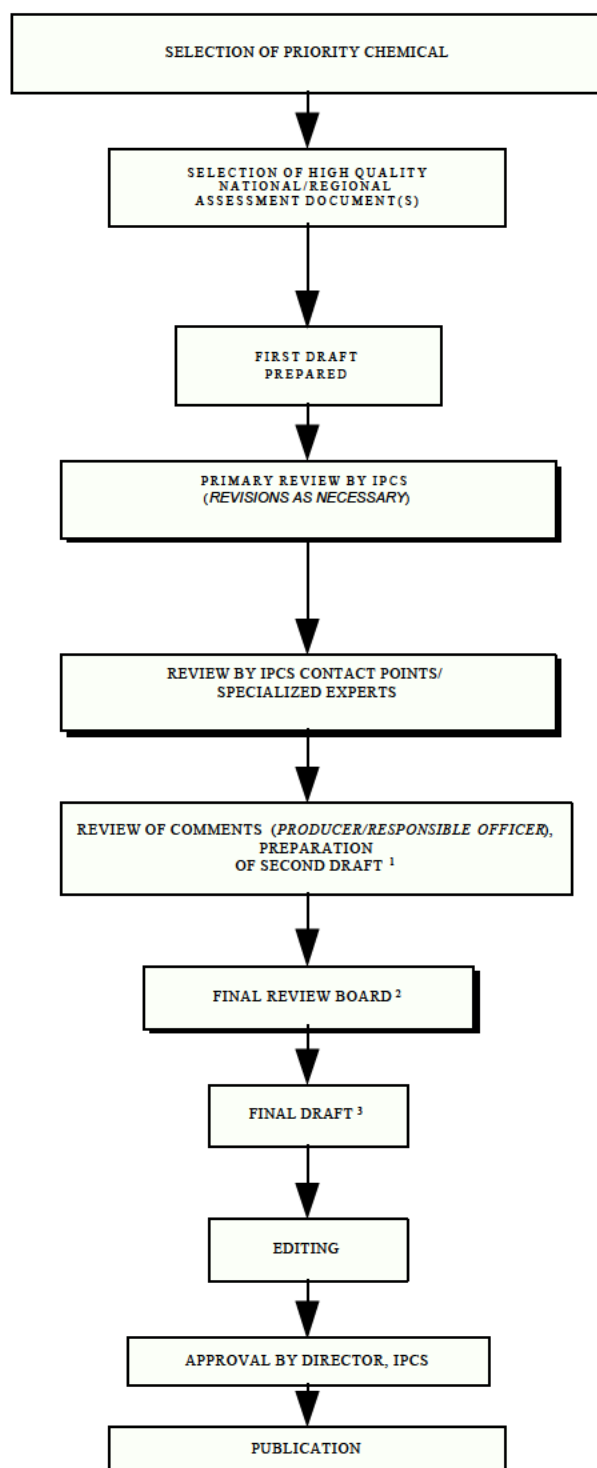 SELECTION OF PRIORITY CHEMICAL
SELECTION OF HIGH QUALITY
NATIONAL/REGIONAL
ASSESSMENT DOCUMENT(S)
FIRST DRAFT
PREPARED
PRIMARY REVIEW BY IPCS
(REVISIONS AS NECESSARY)
REVIEW BY IPCS CONTACT POINTS/
SPECIALIZED EXPERTS
REVIEW OF COMMENTS (PRODUCER/RESPONSIBLE OFFICER),
PREPARATION
OF SECOND DRAFT 1
FINAL REVIEW BOARD 2
FINAL DRAFT 3
EDITING
APPROVAL BY DIRECTOR, IPCS
PUBLICATION